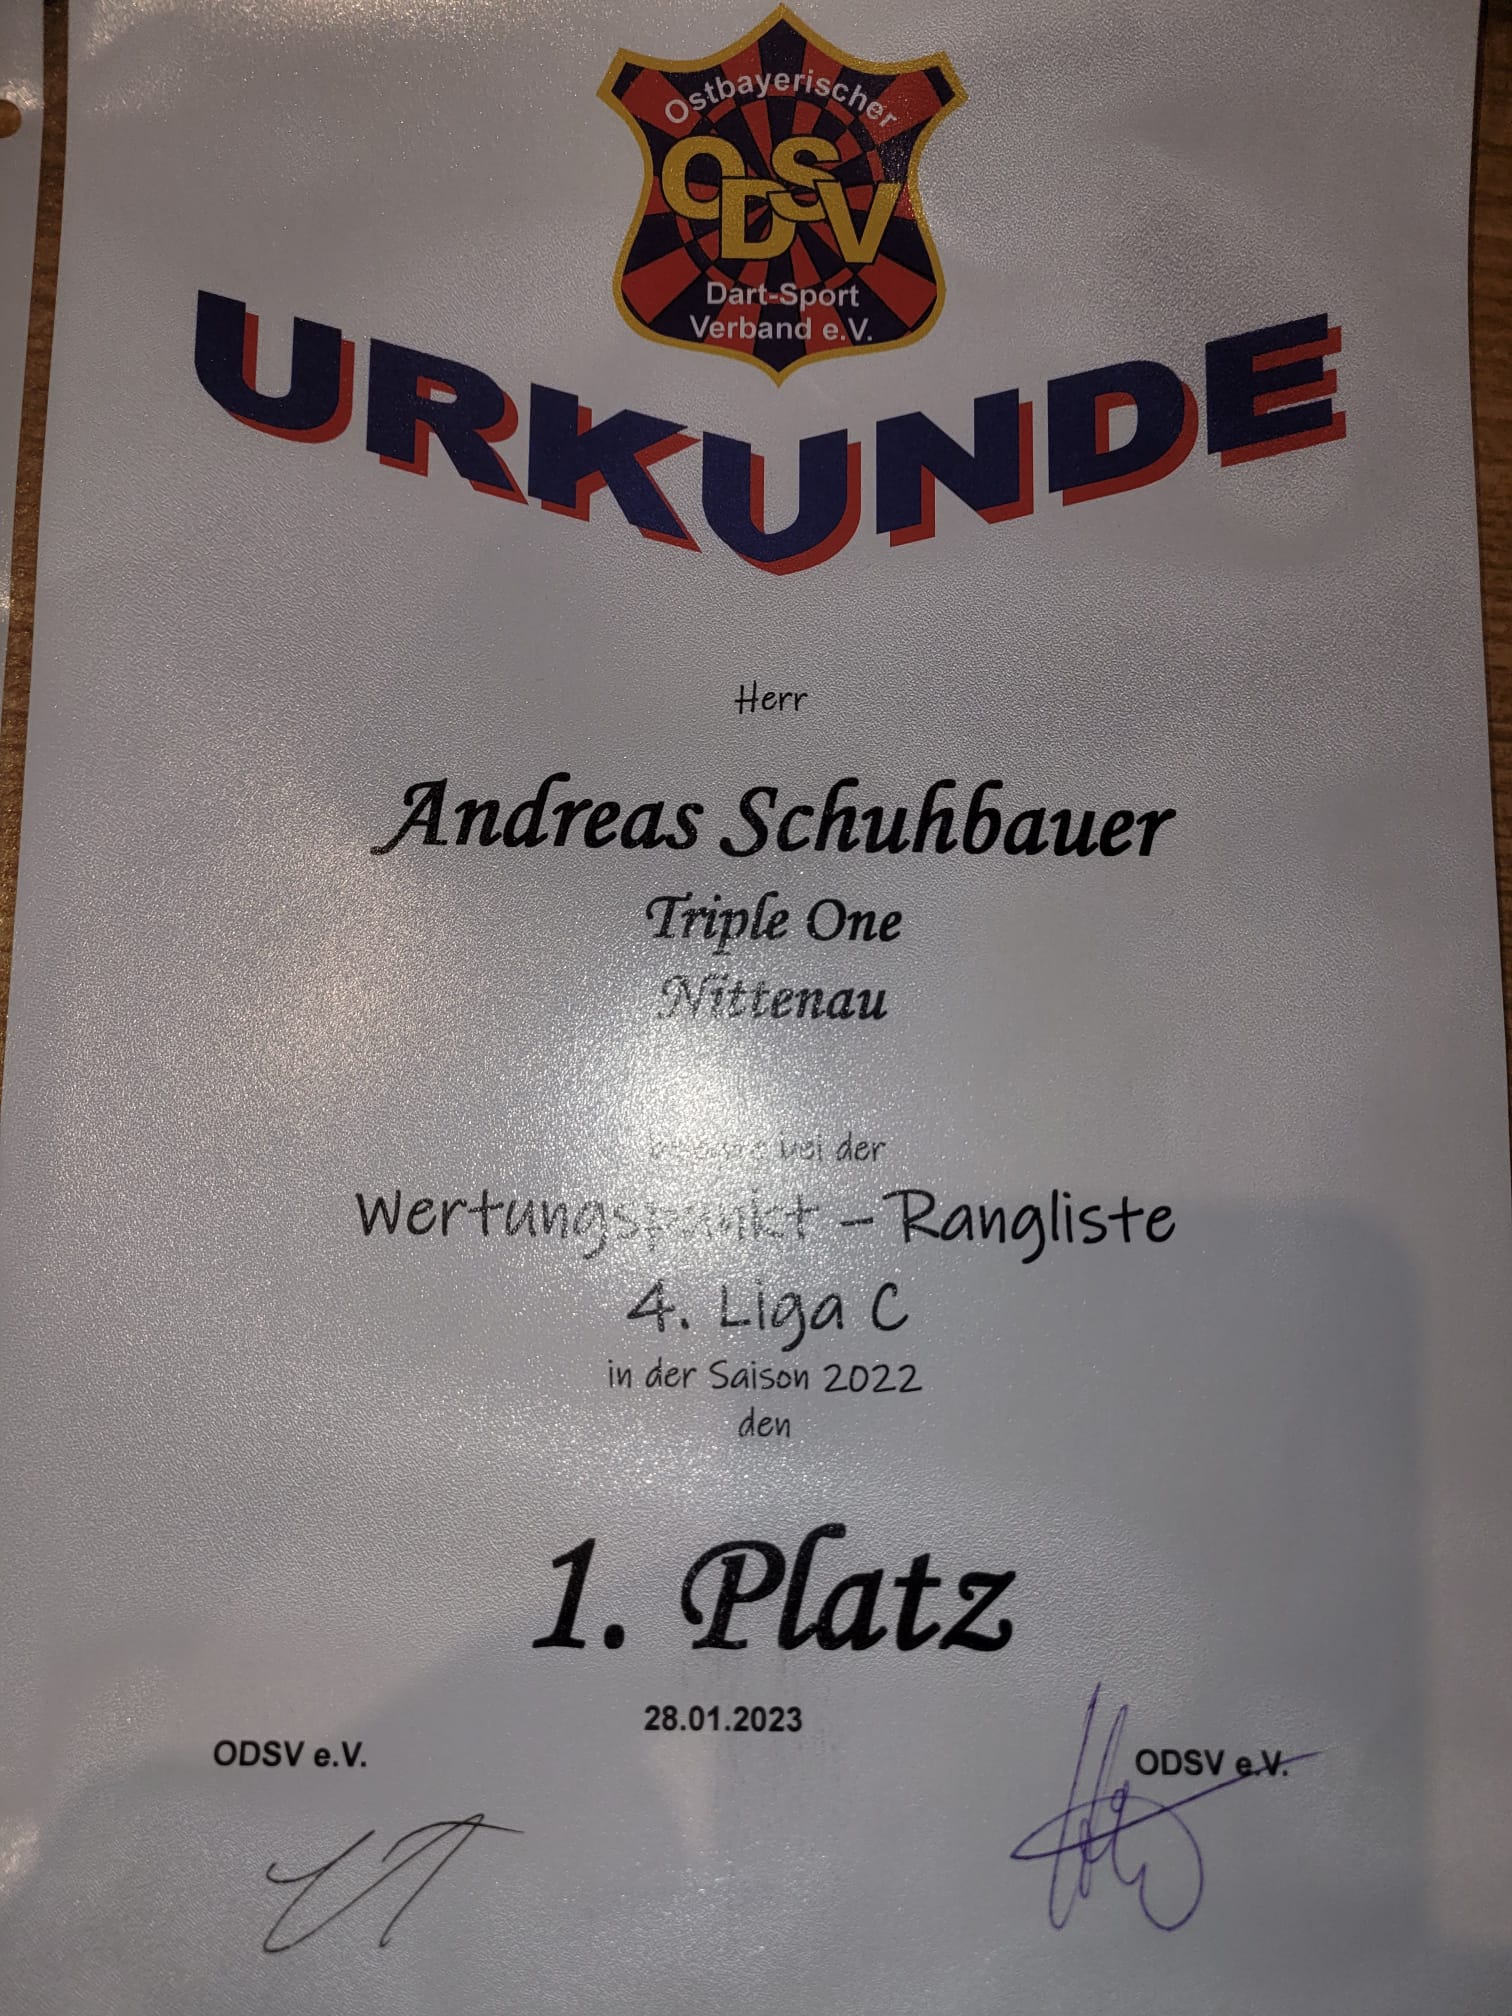 Ostbayerischer
ODSV
Dart-Sport
Verband e.V.
URKUNDE
Herr
Andreas Schuhbauer
Triple One
Nittenau
bei der
Wertungspunkt – Rangliste
4. Liga C
in der Saison 2022
den
1. Platz
28.01.2023
ODSV e.V.
ODSV e.V.